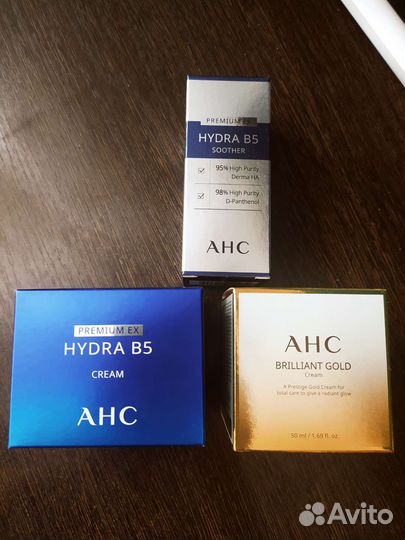 PREMIUM EX
HYDRA B5
SOOTHER
95% High Purity
Derma HA
98% High Purity
D-Panthenol
AHC
PREMIUM EX
HYDRA B5
CREAM
AHC
AHC
BRILLIANT GOLD
Cream
A Prestige Gold Cream for
total care to give a radiant glow
50 ml / 1.69 fl. oz.
Avito